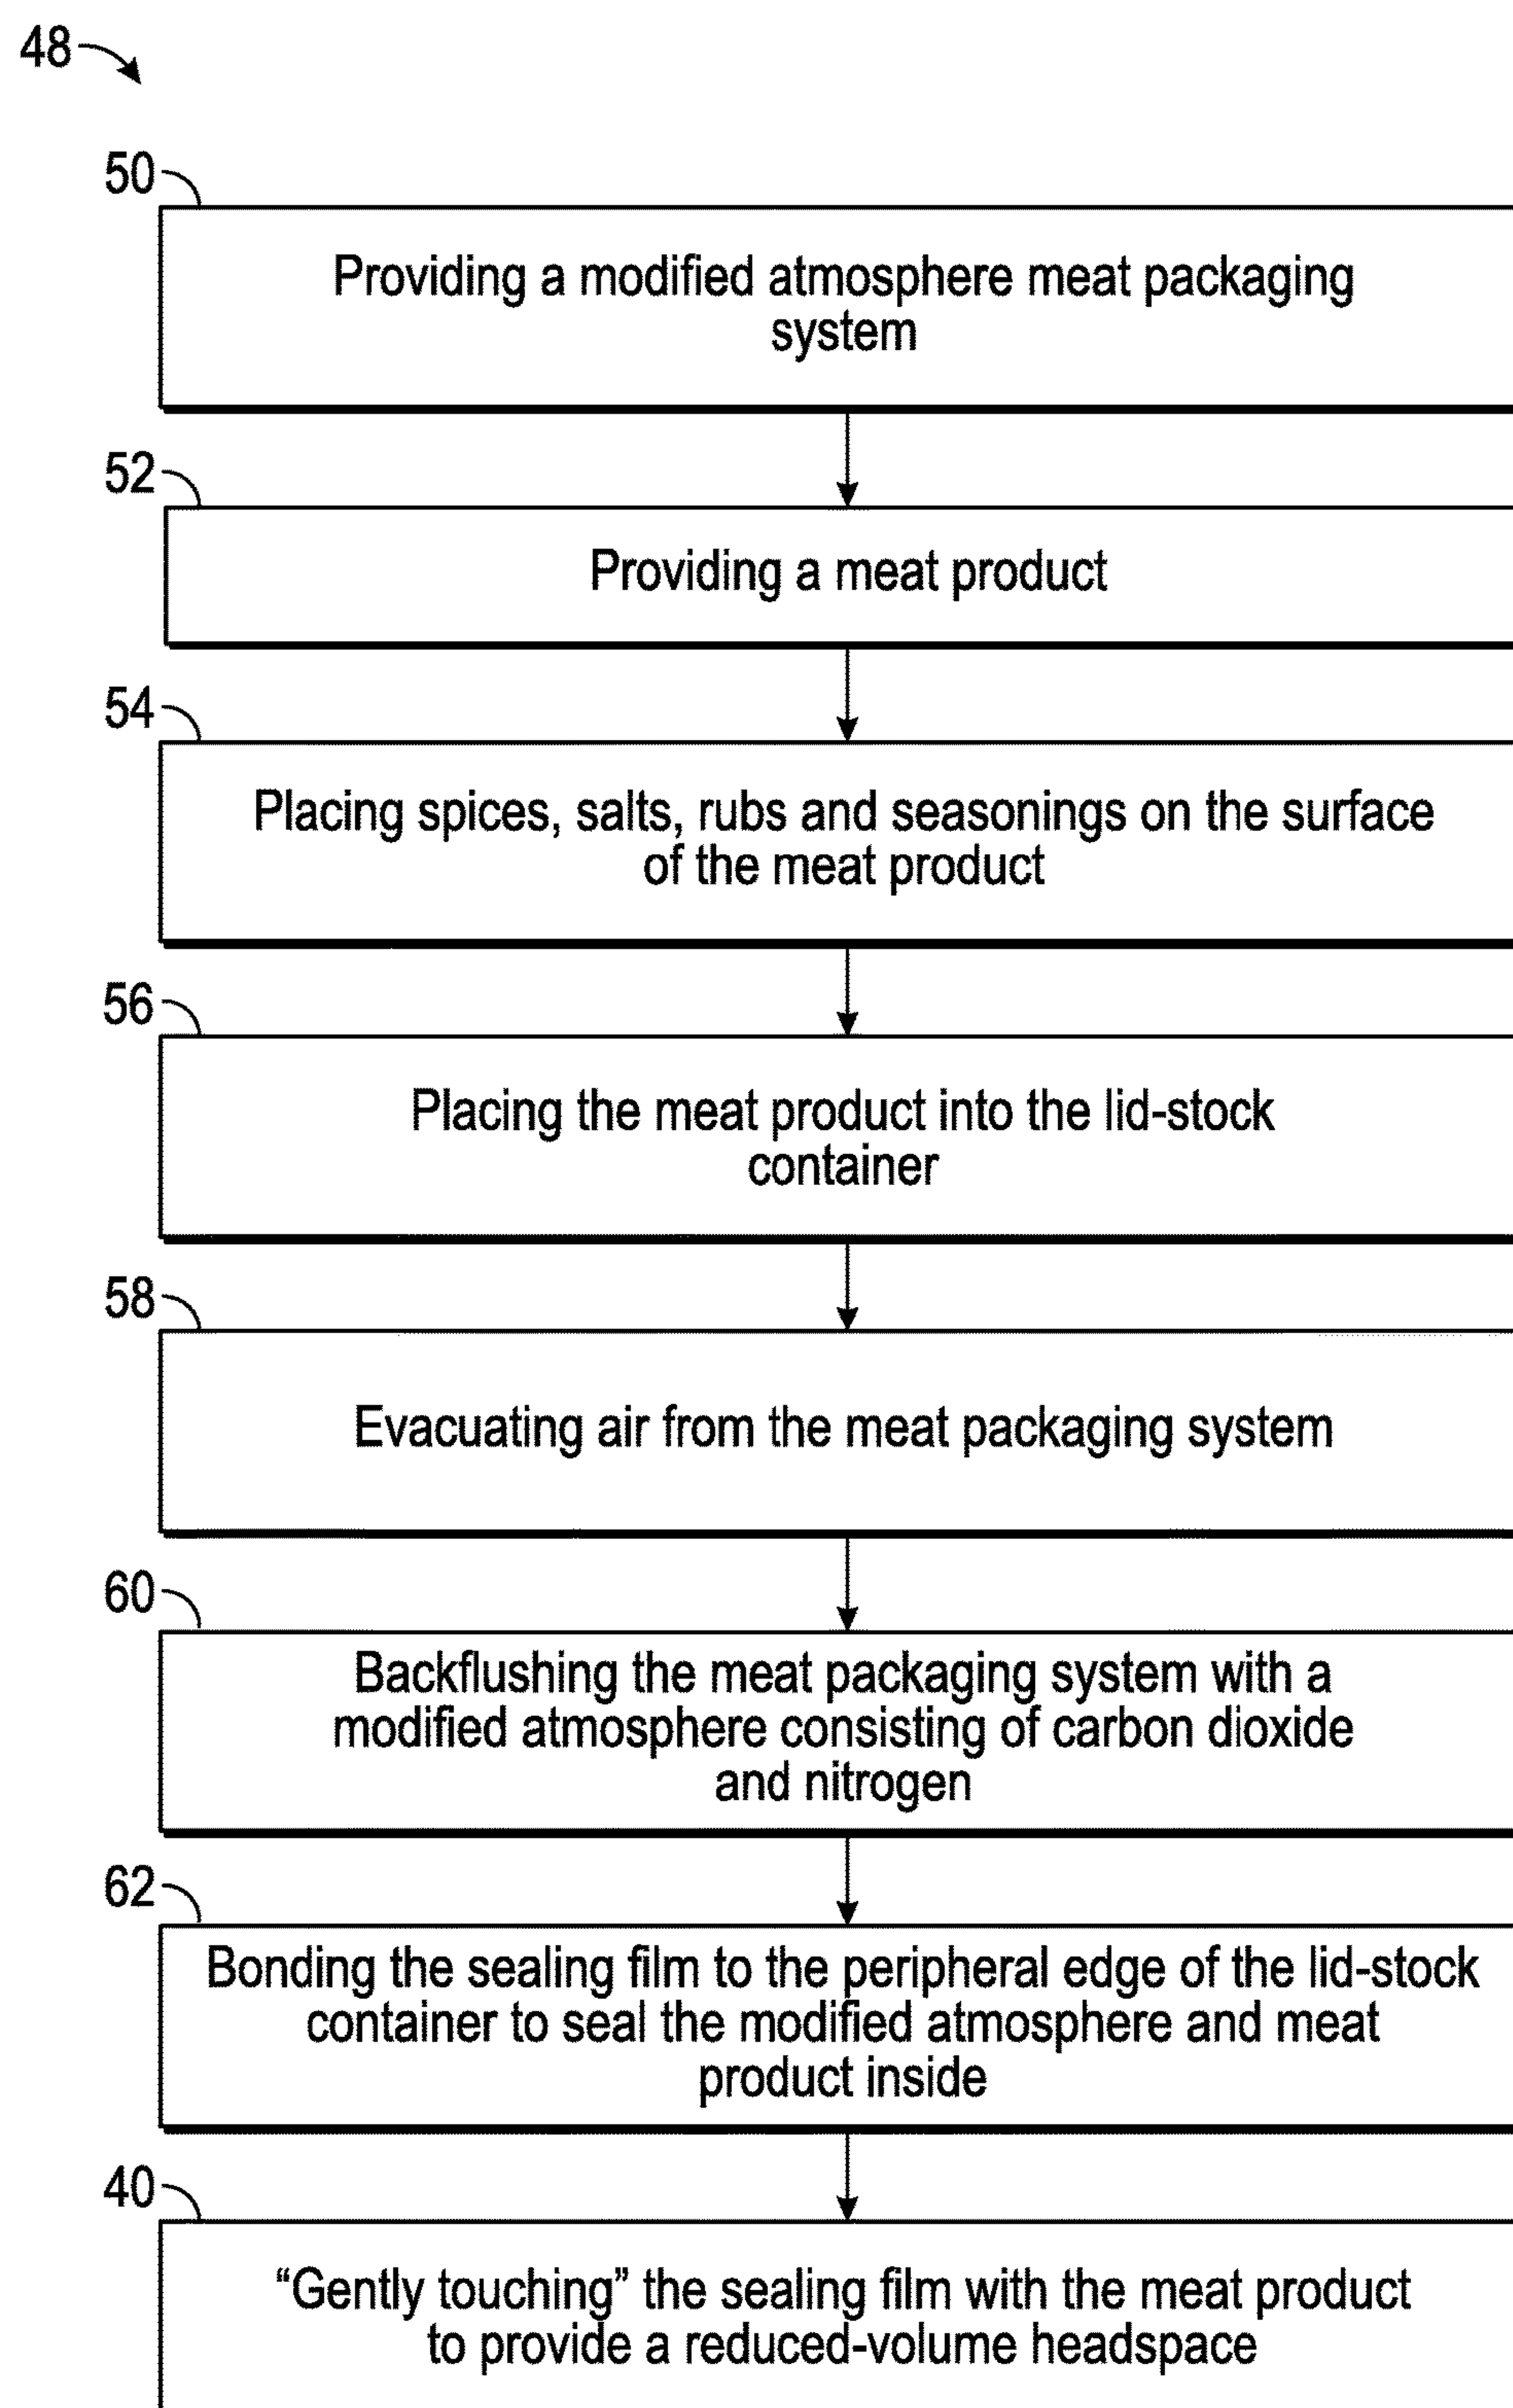 48
50
Providing a modified atmosphere meat packaging
system
52
Providing a meat product
54
Placing spices, salts, rubs and seasonings on the surface
of the meat product
56
Placing the meat product into the lid-stock
container
58
Evacuating air from the meat packaging system
60
Backflushing the meat packaging system with a
modified atmosphere consisting of carbon dioxide
and nitrogen
62
Bonding the sealing film to the peripheral edge of the lid-stock
container to seal the modified atmosphere and meat
product inside
40
“Gently touching” the sealing film with the meat product
to provide a reduced-volume headspace